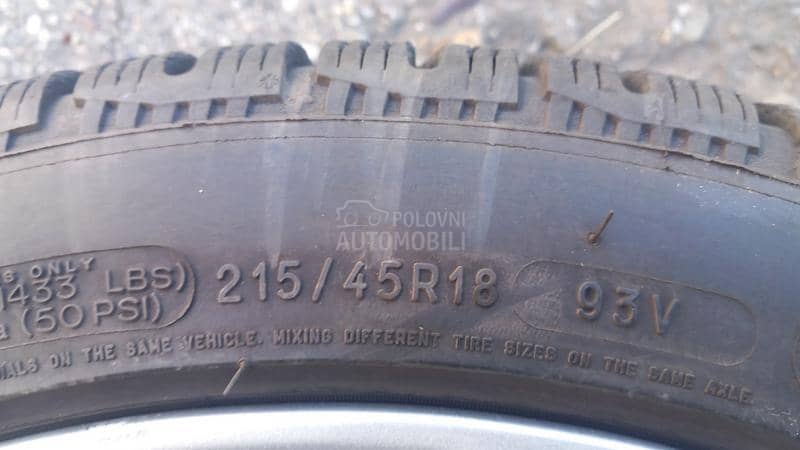 POLOVNI
AUTOMOBILI
ONLY
1433 LBS)
(50 PSI)
215/45R18
93V
ON THE SAME VEHICLE. MIXING DIFFERENT TIRE SIZES ON THE SAME AXLE